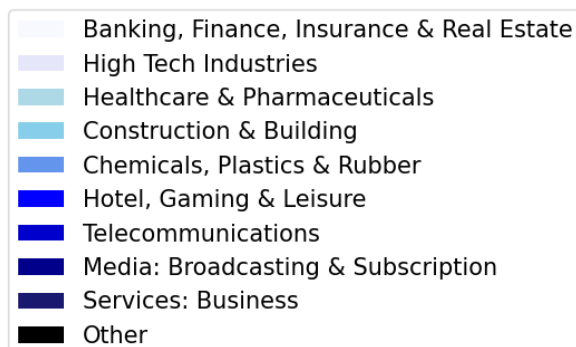 Banking, Finance, Insurance & Real Estate
High Tech Industries
Healthcare & Pharmaceuticals
Construction & Building
Chemicals, Plastics & Rubber
Hotel, Gaming & Leisure
Telecommunications
Media: Broadcasting & Subscription
Services: Business
Other